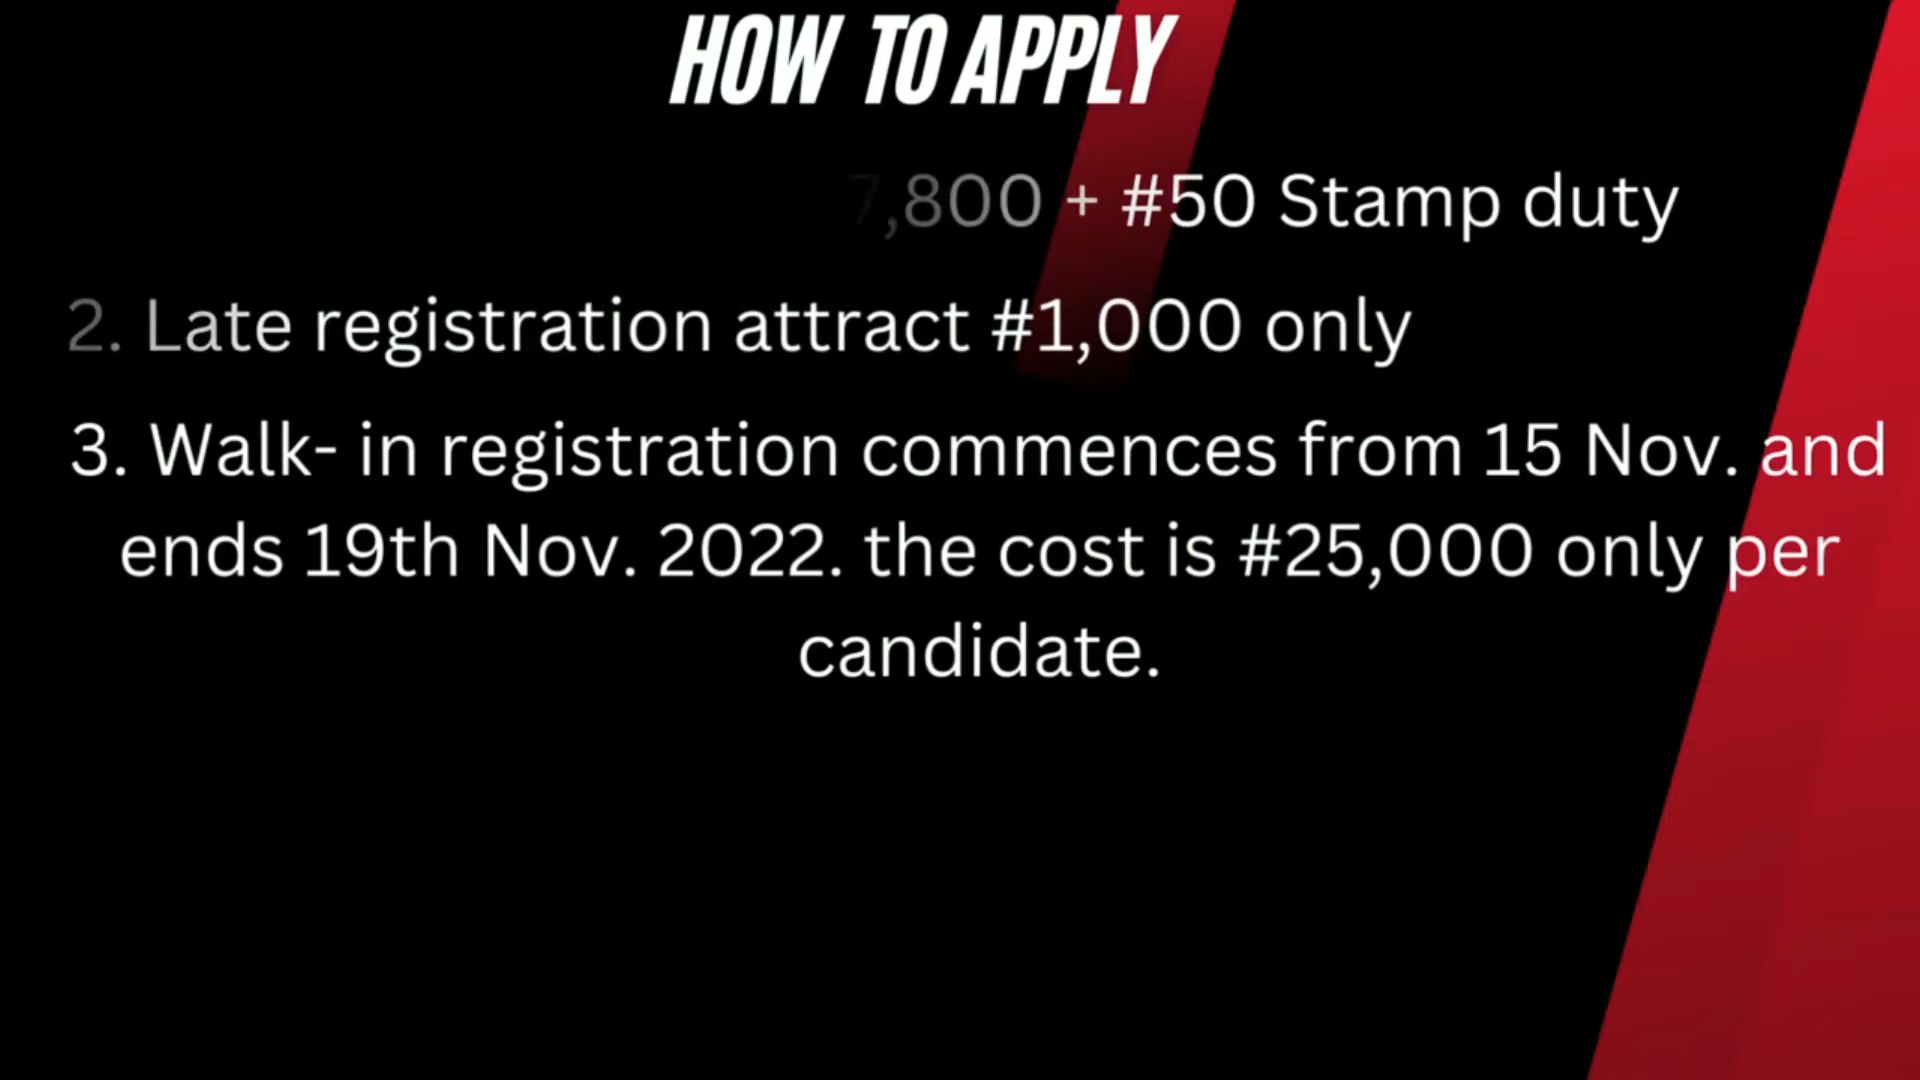 HOW TO APPLY
7,800 + #50 Stamp duty
2. Late registration attract #1,000 only
3. Walk- in registration commences from 15 Nov. and
ends 19th Nov. 2022. the cost is #25,000 only per
candidate.